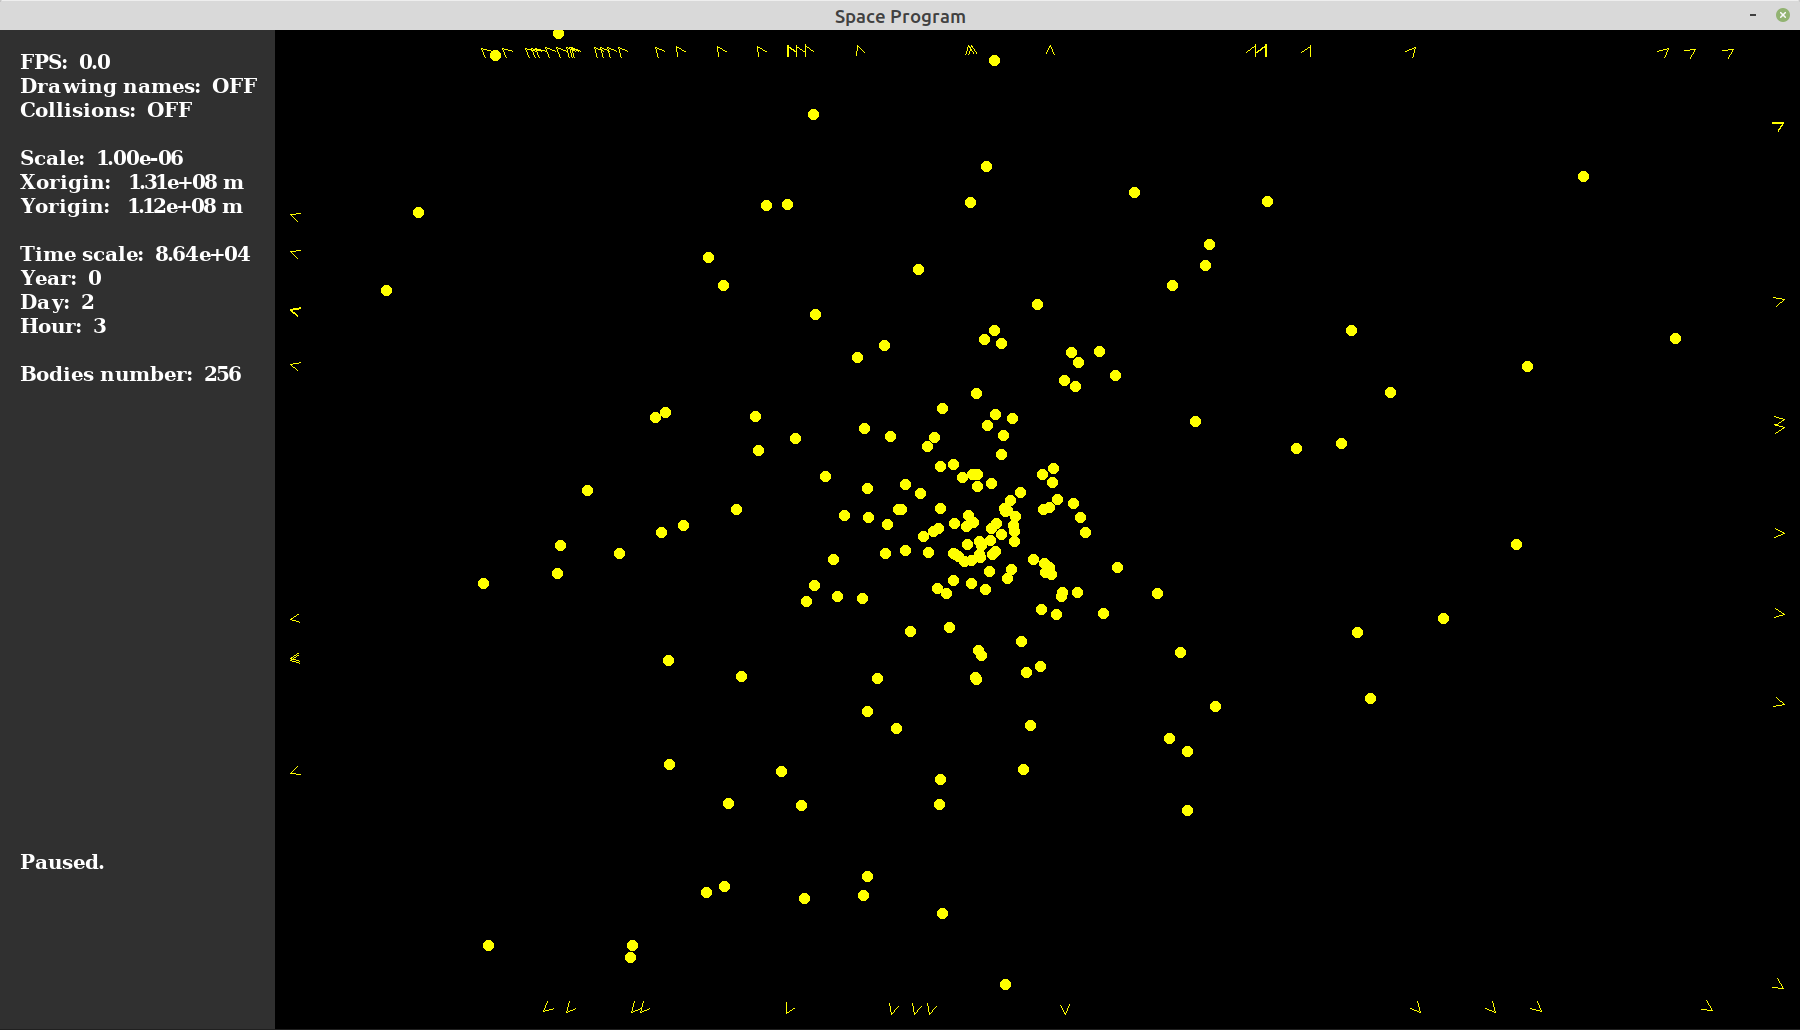 Space Program
FPS: 0.0
Drawing names: OFF
Collisions: OFF
Scale: 1.00e-06
Xorigin: 1.31e+08 m
Yorigin: 1.12e+08 m
Time scale: 8.64e+04
Year: 0
Day: 2
Hour: 3
Bodies number: 256
Paused.